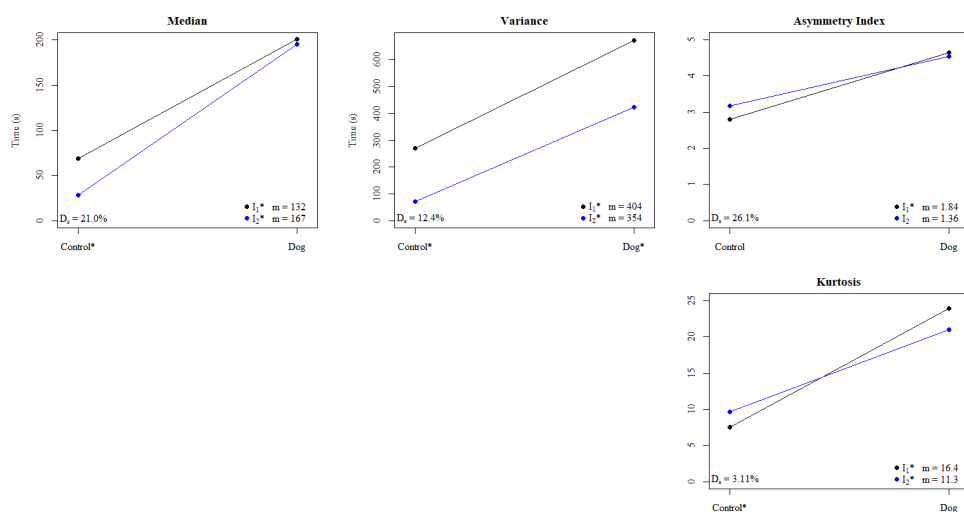 Median
Time (s)
200
150
100
50
0
Dₛ = 21.0%
I₁* m = 132
I₂* m = 167
Control* Dog
Variance
Time (s)
600
500
400
300
200
100
0
Dₛ = 12.4%
I₁* m = 404
I₂* m = 354
Control* Dog*
Asymmetry Index
5
4
3
2
1
0
Dₛ = 26.1%
I₁* m = 1.84
I₂ m = 1.36
Control Dog
Kurtosis
25
20
15
10
5
0
Dₛ = 3.11%
I₁* m = 16.4
I₂* m = 11.3
Control* Dog